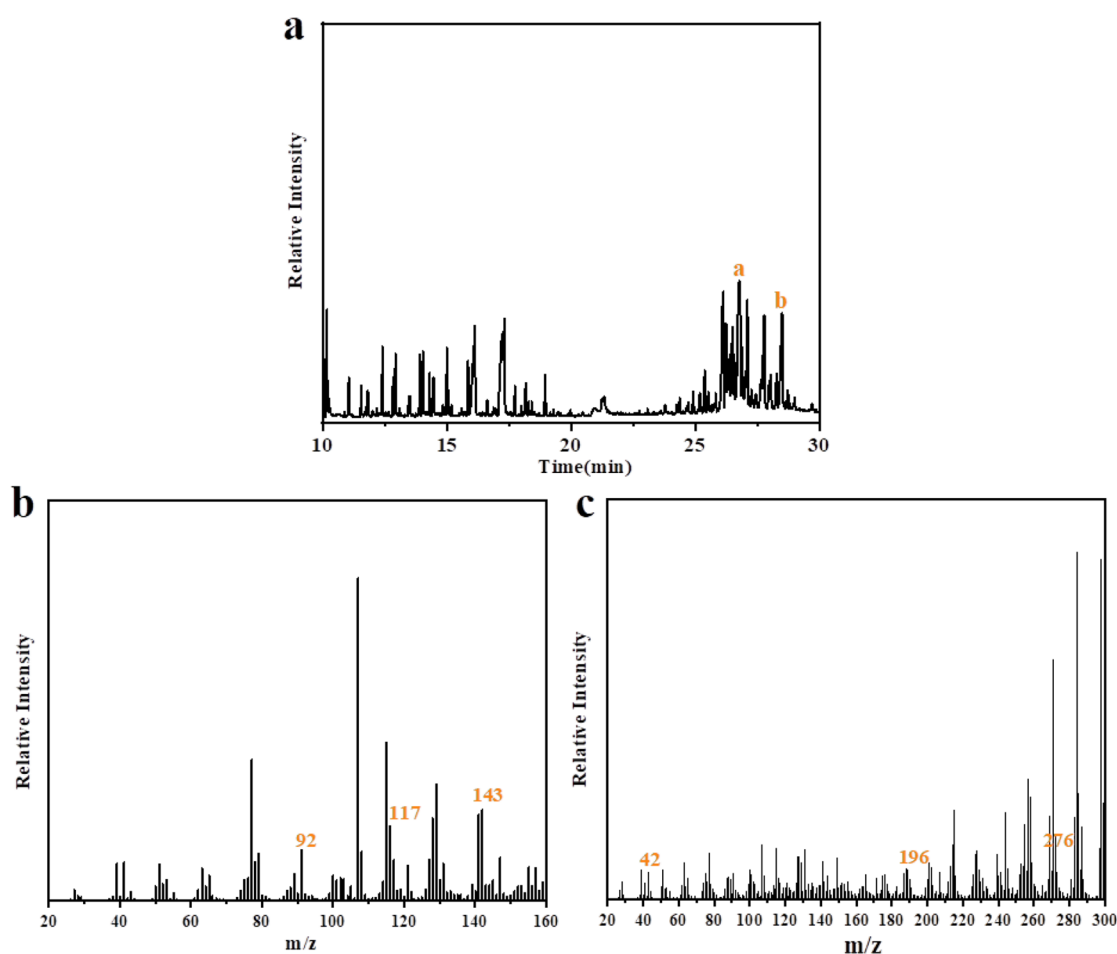 a
Relative Intensity
a
b
10 15 20 25 30
Time(min)
b
Relative Intensity
92
117
143
20 40 60 80 100 120 140 160
m/z
c
Relative Intensity
42
196
276
20 40 60 80 100 120 140 160 180 200 220 240 260 280 300
m/z